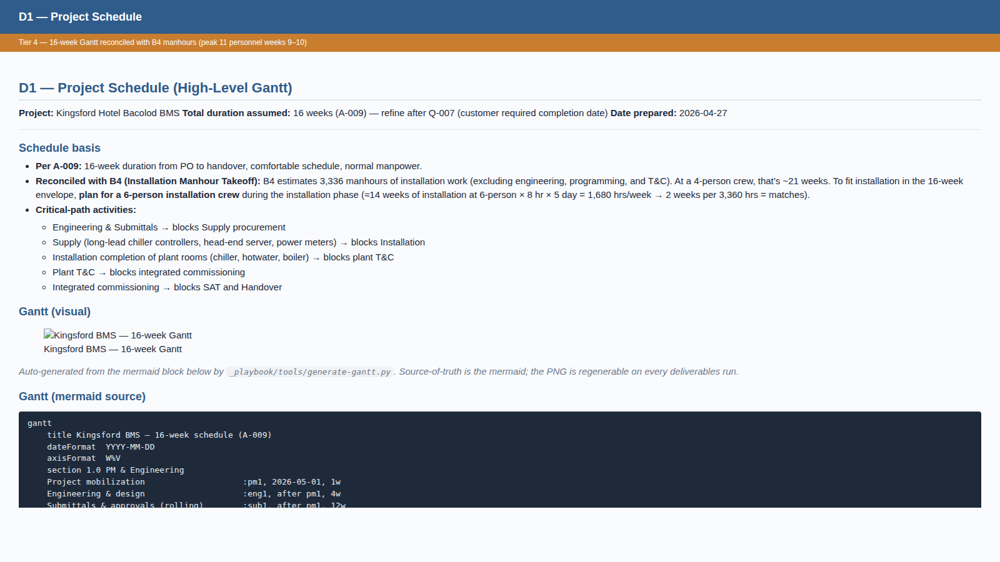 D1 — Project Schedule
Tier 4 — 16-week Gantt reconciled with B4 manhours (peak 11 personnel weeks 9–10)
D1 — Project Schedule (High-Level Gantt)
Project: Kingsford Hotel Bacolod BMS Total duration assumed: 16 weeks (A-009) — refine after Q-007 (customer required completion date) Date prepared: 2026-04-27
Schedule basis
Per A-009: 16-week duration from PO to handover, comfortable schedule, normal manpower.
Reconciled with B4 (Installation Manhour Takeoff): B4 estimates 3,336 manhours of installation work (excluding engineering, programming, and T&C). At a 4-person crew, that’s ~21 weeks. To fit installation in the 16-week
envelope, plan for a 6-person installation crew during the installation phase (≈14 weeks of installation at 6-person × 8 hr × 5 day = 1,680 hrs/week → 2 weeks per 3,360 hrs = matches).
Critical-path activities:
Engineering & Submittals → blocks Supply procurement
Supply (long-lead chiller controllers, head-end server, power meters) → blocks Installation
Installation completion of plant rooms (chiller, hotwater, boiler) → blocks plant T&C
Plant T&C → blocks integrated commissioning
Integrated commissioning → blocks SAT and Handover
Gantt (visual)
Kingsford BMS — 16-week Gantt
Kingsford BMS — 16-week Gantt
Auto-generated from the mermaid block below by _playbook/tools/generate-gantt.py. Source-of-truth is the mermaid; the PNG is regenerable on every deliverables run.
Gantt (mermaid source)
gantt
title Kingsford BMS — 16-week schedule (A-009)
dateFormat YYYY-MM-DD
axisFormat W%V
section 1.0 PM & Engineering
Project mobilization :pm1, 2026-05-01, 1w
Engineering & design :eng1, after pm1, 4w
Submittals & approvals (rolling) :sub1, after pm1, 12w